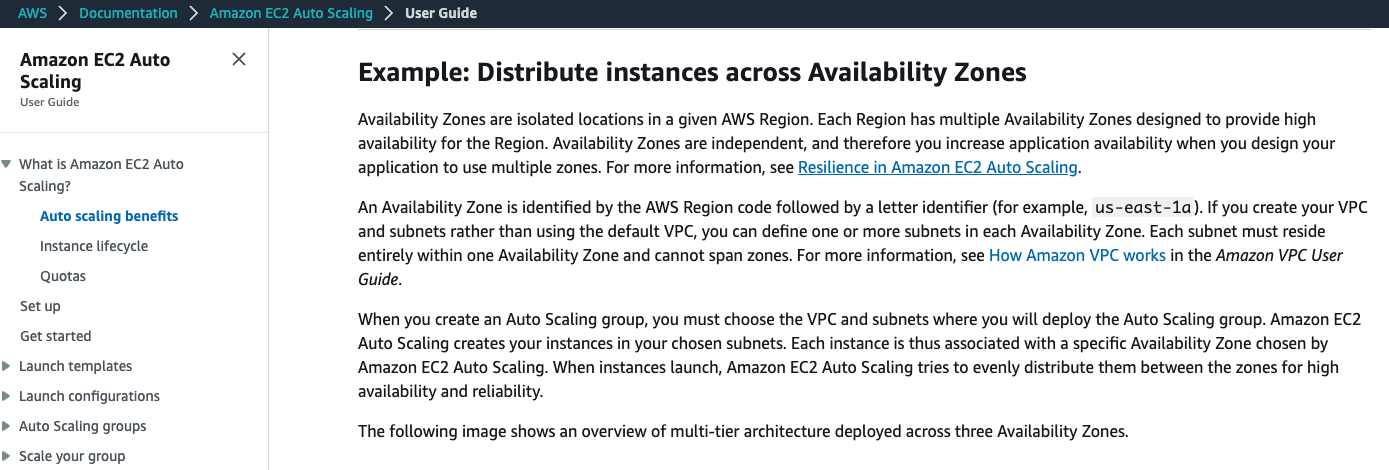 AWS > Documentation > Amazon EC2 Auto Scaling > User Guide
Amazon EC2 Auto
Scaling
User Guide
What is Amazon EC2 Auto
Scaling?
Auto scaling benefits
Instance lifecycle
Quotas
Set up
Get started
Launch templates
Launch configurations
Auto Scaling groups
Scale your group
Example: Distribute instances across Availability Zones
Availability Zones are isolated locations in a given AWS Region. Each Region has multiple Availability Zones designed to provide high
availability for the Region. Availability Zones are independent, and therefore you increase application availability when you design your
application to use multiple zones. For more information, see Resilience in Amazon EC2 Auto Scaling.
An Availability Zone is identified by the AWS Region code followed by a letter identifier (for example, us-east-1a). If you create your VPC
and subnets rather than using the default VPC, you can define one or more subnets in each Availability Zone. Each subnet must reside
entirely within one Availability Zone and cannot span zones. For more information, see How Amazon VPC works in the Amazon VPC User
Guide.
When you create an Auto Scaling group, you must choose the VPC and subnets where you will deploy the Auto Scaling group. Amazon EC2
Auto Scaling creates your instances in your chosen subnets. Each instance is thus associated with a specific Availability Zone chosen by
Amazon EC2 Auto Scaling. When instances launch, Amazon EC2 Auto Scaling tries to evenly distribute them between the zones for high
availability and reliability.
The following image shows an overview of multi-tier architecture deployed across three Availability Zones.